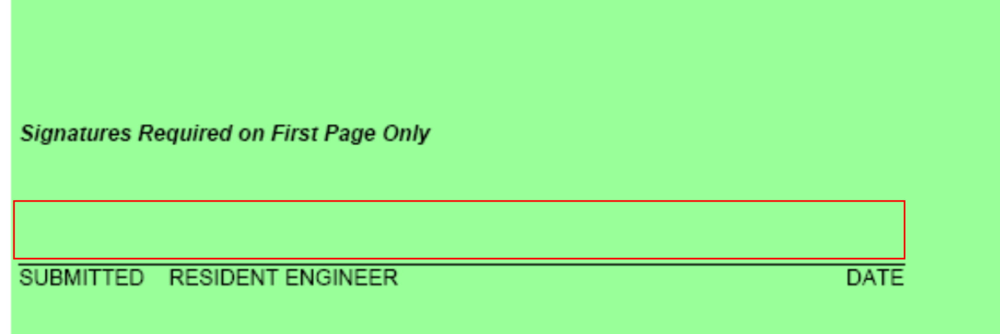 Signatures Required on First Page Only
SUBMITTED RESIDENT ENGINEER DATE